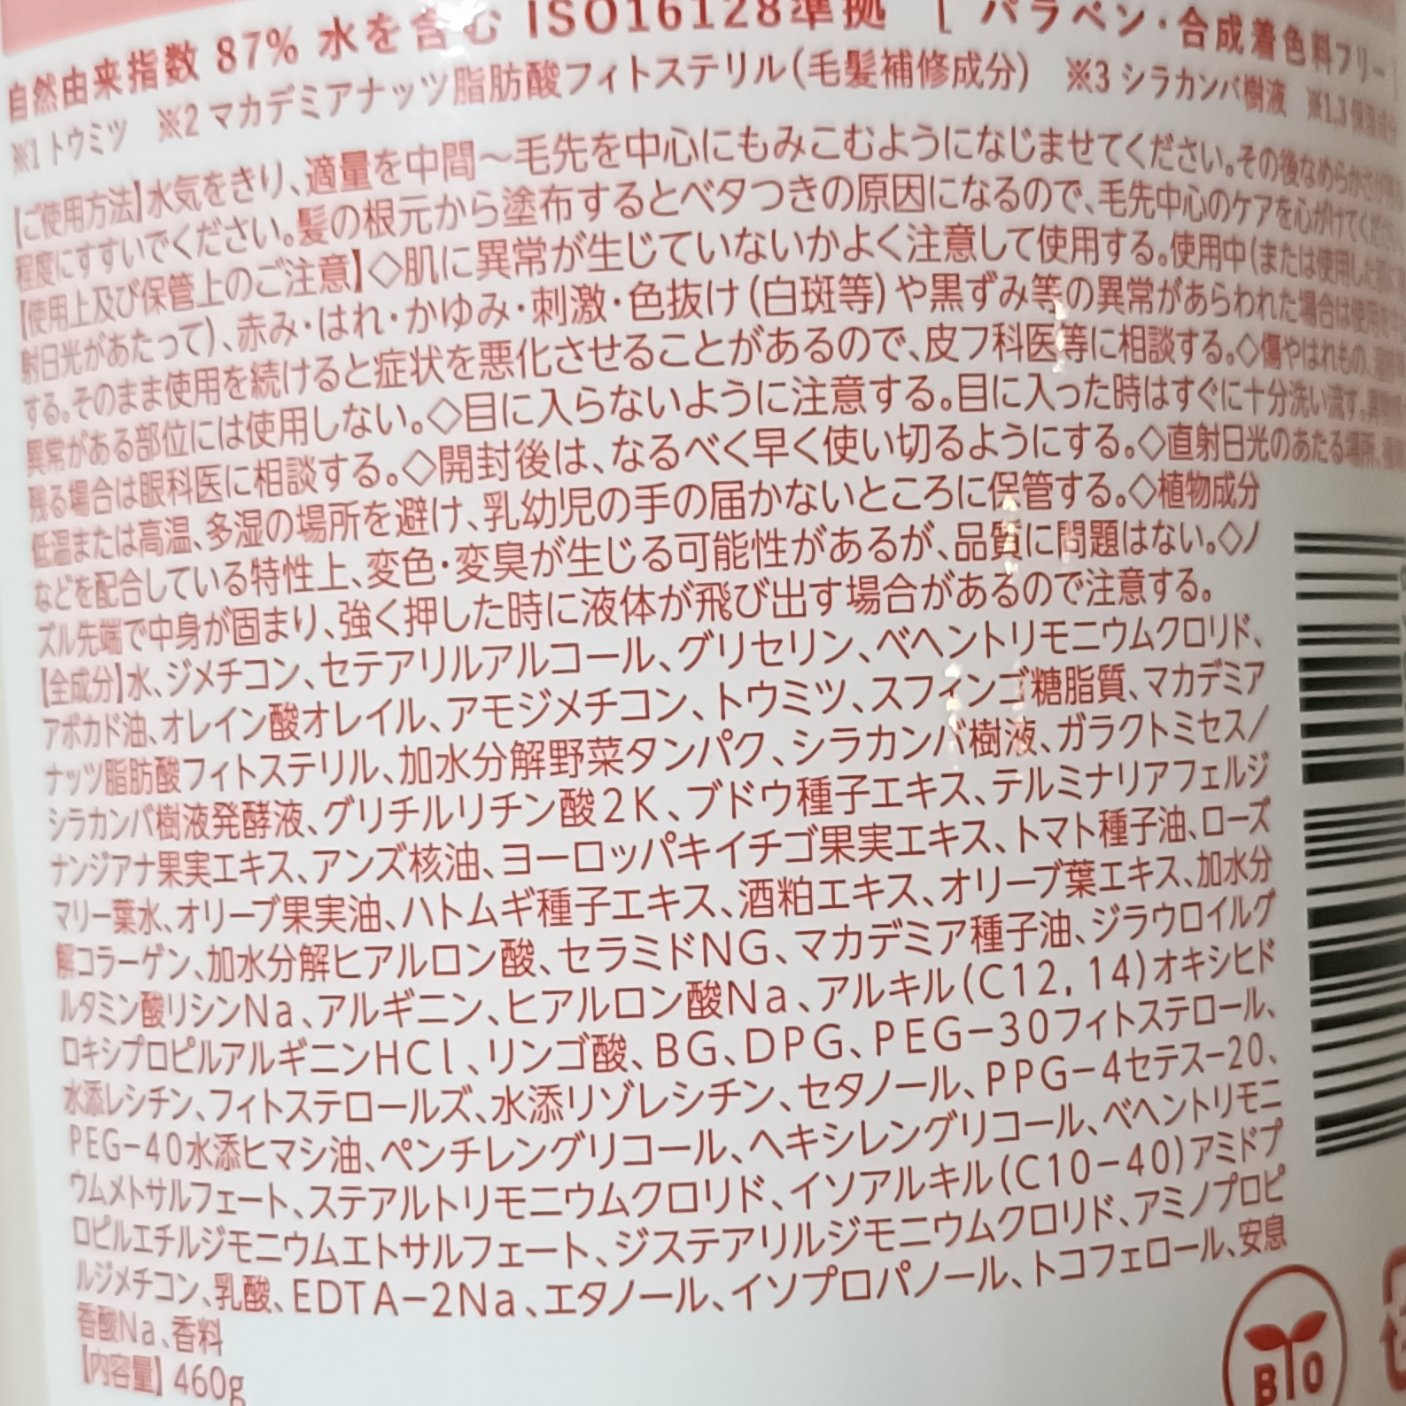 自然由来指数 87% 水を含む ISO16128準拠 [ パラベン・合成着色料フリー
※1 トウミツ ※2 マカデミアナッツ脂肪酸フィトステリル(毛髪補修成分) ※3 シラカンバ樹液 ※1,3
【ご使用方法】水気をきり、適量を中間～毛先を中心にもみこむようになじませてください。その後なめらかさが
程度にすすいでください。髪の根元から塗布するとベタつきの原因になるので、毛先中心のケアを心がけてくだ
【使用上及び保管上のご注意】◇肌に異常が生じていないかよく注意して使用する。使用中(または使用した肌に
射日光があたって)、赤み・はれ・かゆみ・刺激・色抜け(白斑等)や黒ずみ等の異常があらわれた場合は使用を
する。そのまま使用を続けると症状を悪化させることがあるので、皮フ科医等に相談する。◇傷やはれもの、
異常がある部位には使用しない。◇目に入らないように注意する。目に入った時はすぐに十分洗い流す。
残る場合は眼科医に相談する。◇開封後は、なるべく早く使い切るようにする。◇直射日光のあたる場所、
低温または高温、多湿の場所を避け、乳幼児の手の届かないところに保管する。◇植物成分
などを配合している特性上、変色・変臭が生じる可能性があるが、品質に問題はない。◇ノ
ズル先端で中身が固まり、強く押した時に液体が飛び出す場合があるので注意する。
【全成分】水、ジメチコン、セテアリルアルコール、グリセリン、ベヘントリモニウムクロリド、
アボカド油、オレイン酸オレイル、アモジメチコン、トウミツ、スフィンゴ糖脂質、マカデミア
ナッツ脂肪酸フィトステリル、加水分解野菜タンパク、シラカンバ樹液、ガラクトミセス/
シラカンバ樹液発酵液、グリチルリチン酸2K、ブドウ種子エキス、テルミナリアフェルジ
ナンジアナ果実エキス、アンズ核油、ヨーロッパキイチゴ果実エキス、トマト種子油、ローズ
マリー葉水、オリーブ果実油、ハトムギ種子エキス、酒粕エキス、オリーブ葉エキス、加水分
解コラーゲン、加水分解ヒアルロン酸、セラミドNG、マカデミア種子油、ジラウロイルグ
ルタミン酸リシンNa、アルギニン、ヒアルロン酸Na、アルキル(C12,14)オキシヒド
ロキシプロピルアルギニンHCl、リンゴ酸、BG、DPG、PEG-30フィトステロール、
水添レシチン、フィトステロールズ、水添リゾレシチン、セタノール、PPG-4セテス-20、
PEG-40水添ヒマシ油、ペンチレングリコール、ヘキシレングリコール、ベヘントリモニ
ウムメトサルフェート、ステアルトリモニウムクロリド、イソアルキル(C10-40)アミドプ
ロピルエチルジモニウムエトサルフェート、ジステアリルジモニウムクロリド、アミノプロピ
ルジメチコン、乳酸、EDTA-2Na、エタノール、イソプロパノール、トコフェロール、安息
香酸Na、香料
【内容量】460g
BTO